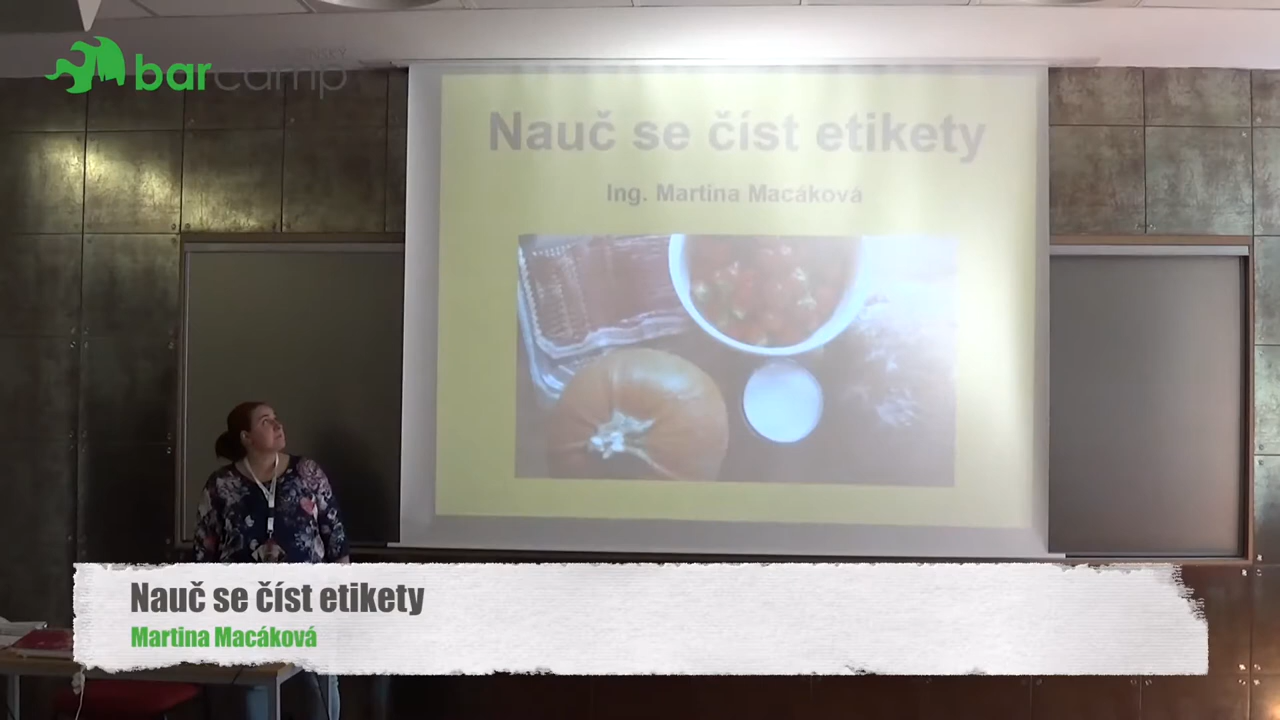 barcamp
Nauč se číst etikety
Ing. Martina Macáková
Nauč se číst etikety
Martina Macáková